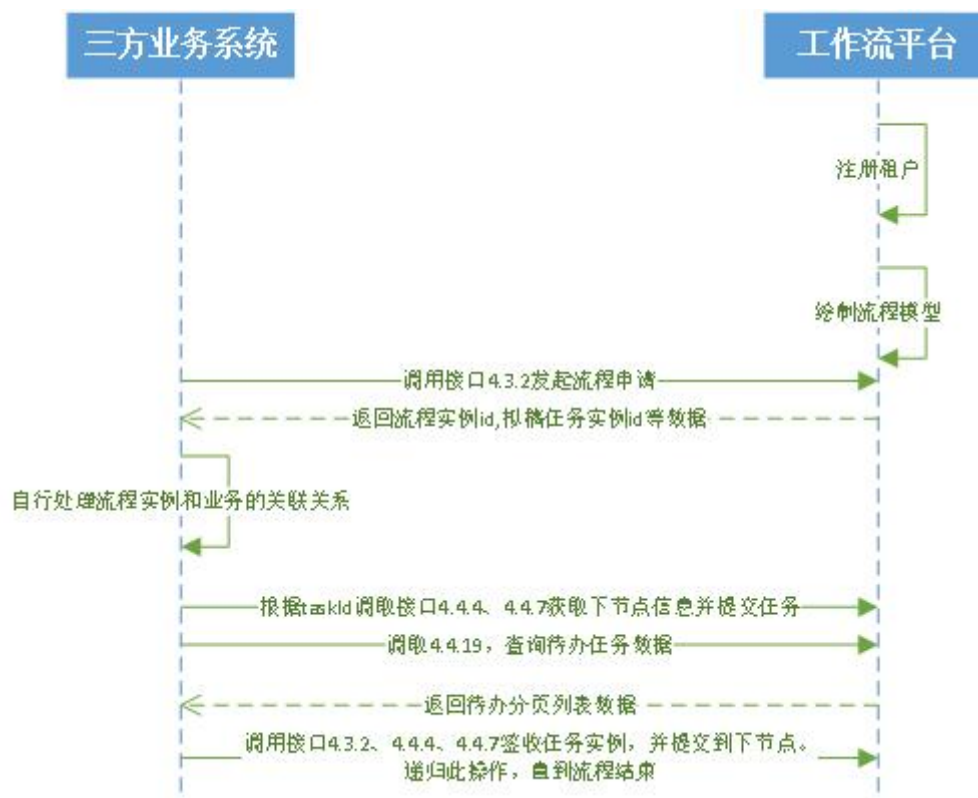 三方业务系统
工作流平台
注册租户
绘制流程模型
调用接口4.3.2发起流程申请
返回流程实例id,拟稿任务实例id等数据
自行处理流程实例和业务的关联关系
根据taskId调取接口4.4.4、4.4.7获取下节点信息并提交任务
调取4.4.19，查询待办任务数据
返回待办分页列表数据
调用接口4.3.2、4.4.4、4.4.7签收任务实例，并提交到下节点。
递归此操作，直到流程结束